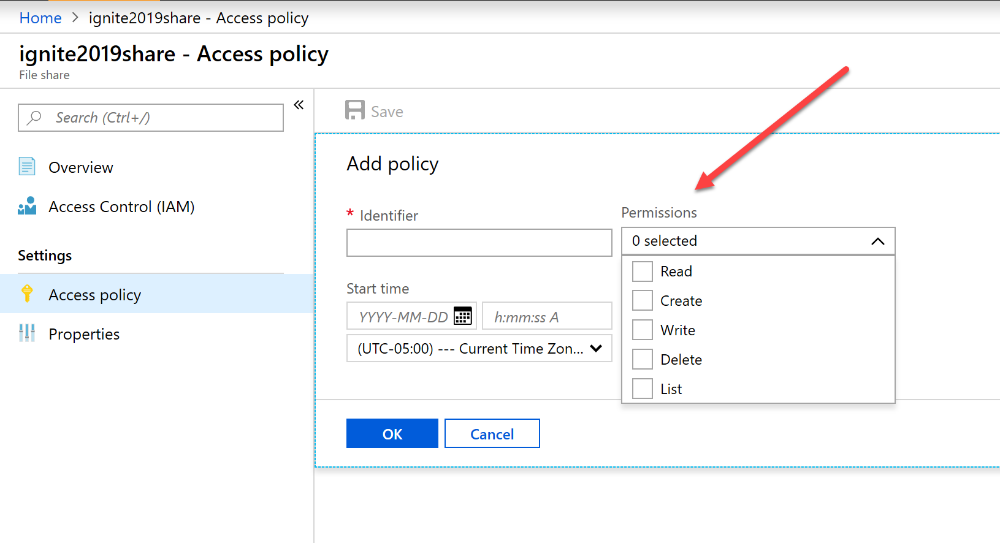 Home > ignite2019share - Access policy
ignite2019share - Access policy
File share
Search (Ctrl+/)
«
Save
Overview
Access Control (IAM)
Settings
Access policy
Properties
Add policy
* Identifier
Permissions
0 selected
Read
Create
Write
Delete
List
Start time
YYYY-MM-DD
h:mm:ss A
(UTC-05:00) --- Current Time Zon...
OK
Cancel